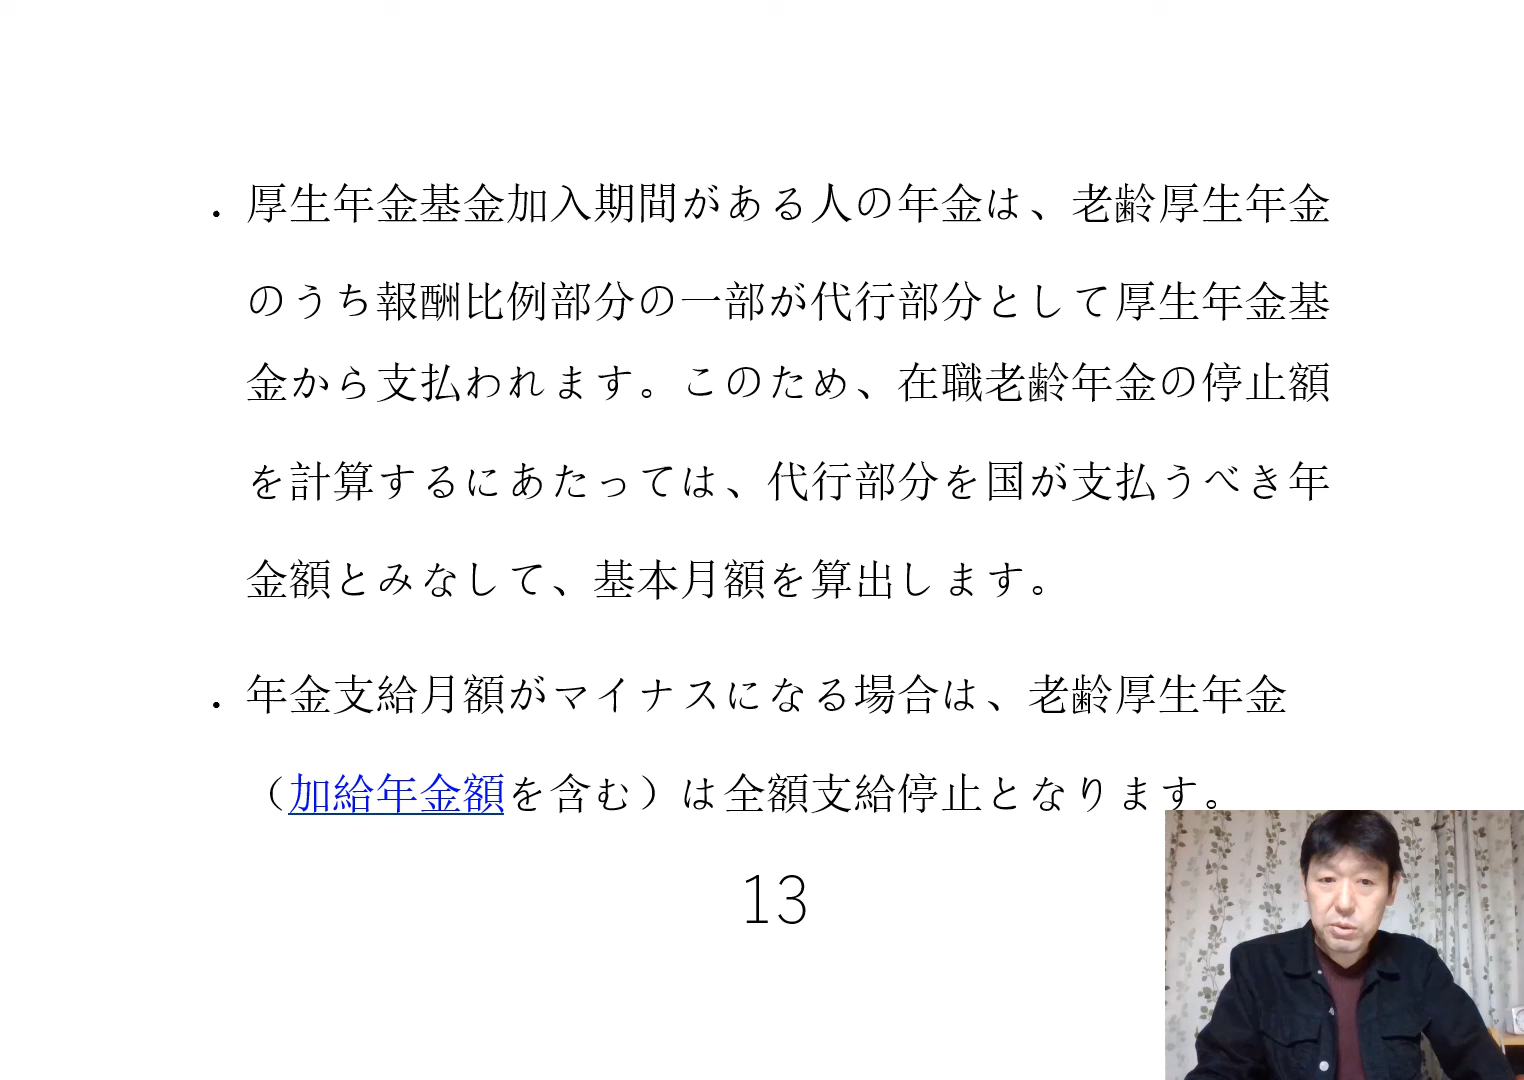 . 厚生年金基金加入期間がある人の年金は、老齢厚生年金
のうち報酬比例部分の一部が代行部分として厚生年金基
金から支払われます。このため、在職老齢年金の停止額
を計算するにあたっては、代行部分を国が支払うべき年
金額とみなして、基本月額を算出します。
. 年金支給月額がマイナスになる場合は、老齢厚生年金
（加給年金額を含む）は全額支給停止となります。
13